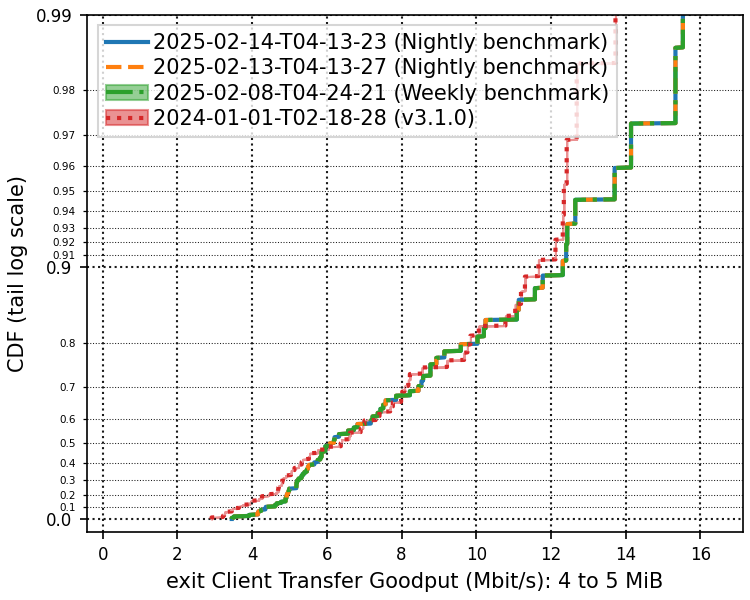 2025-02-14-T04-13-23 (Nightly benchmark)
2025-02-13-T04-13-27 (Nightly benchmark)
2025-02-08-T04-24-21 (Weekly benchmark)
2024-01-01-T02-18-28 (v3.1.0)
CDF (tail log scale)
0.99
0.98
0.97
0.96
0.95
0.94
0.93
0.92
0.91
0.9
0.8
0.7
0.6
0.5
0.4
0.3
0.2
0.1
0.0
0 2 4 6 8 10 12 14 16
exit Client Transfer Goodput (Mbit/s): 4 to 5 MiB